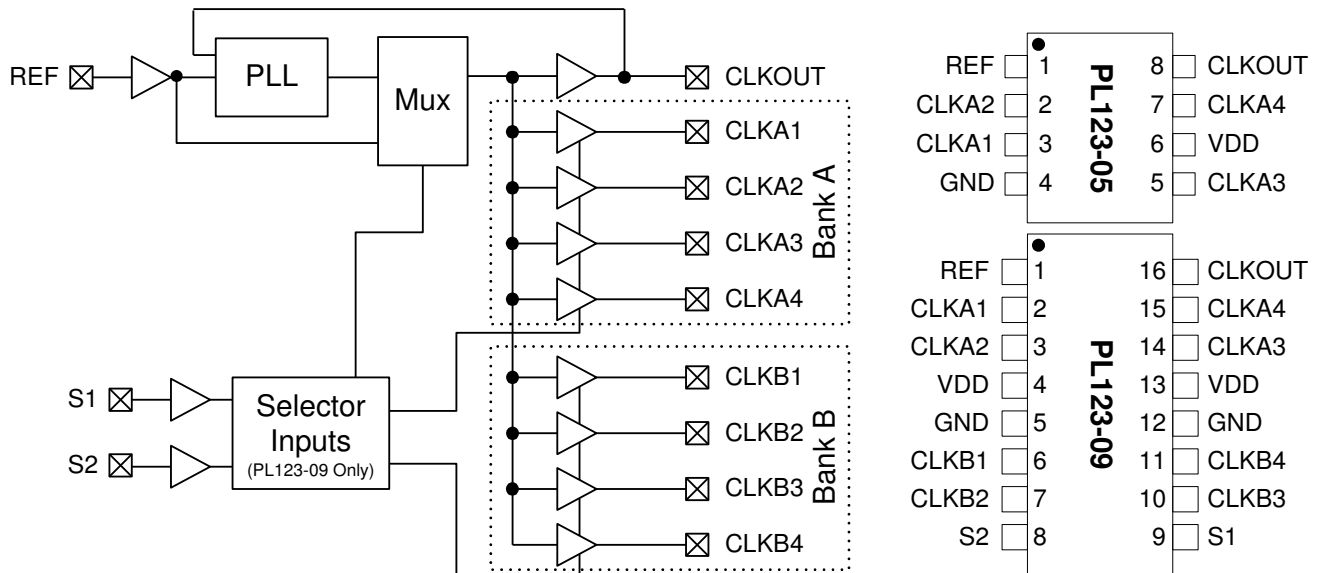 REF
PLL
Mux
CLKOUT
CLKA1
CLKA2
CLKA3
CLKA4
Bank A
S1
S2
Selector
Inputs
(PL123-09 Only)
CLKB1
CLKB2
CLKB3
CLKB4
Bank B
PL123-05
REF 1 8 CLKOUT
CLKA2 2 7 CLKA4
CLKA1 3 6 VDD
GND 4 5 CLKA3
PL123-09
REF 1 16 CLKOUT
CLKA1 2 15 CLKA4
CLKA2 3 14 CLKA3
VDD 4 13 VDD
GND 5 12 GND
CLKB1 6 11 CLKB4
CLKB2 7 10 CLKB3
S2 8 9 S1